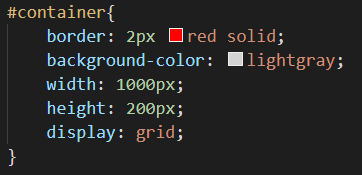 #container{
    border: 2px red solid;
    background-color: lightgray;
    width: 1000px;
    height: 200px;
    display: grid;
}